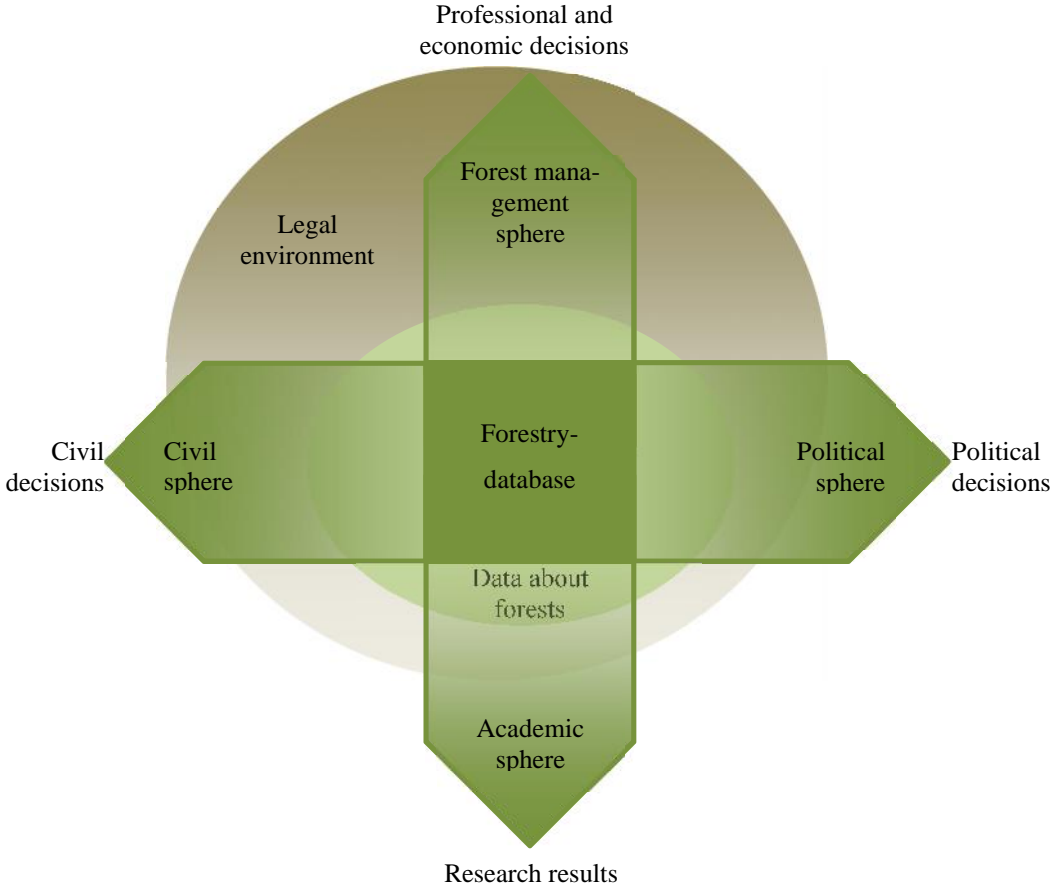 Professional and
economic decisions
Forest mana-
gement
sphere
Legal
environment
Civil
decisions
Civil
sphere
Forestry-
database
Political
sphere
Political
decisions
Data about
forests
Academic
sphere
Research results